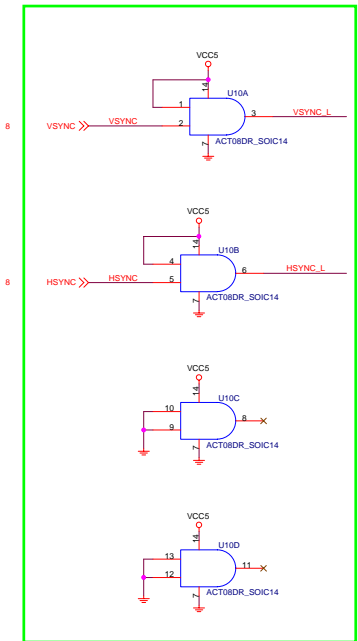 VCC5
14
U10A
1
3
VSYNC_L
8
VSYNC
VSYNC
2
7
ACT08DR_SOIC14
VCC5
14
U10B
4
6
HSYNC_L
8
HSYNC
HSYNC
5
7
ACT08DR_SOIC14
VCC5
14
U10C
10
8
9
7
ACT08DR_SOIC14
VCC5
14
U10D
13
11
12
7
ACT08DR_SOIC14